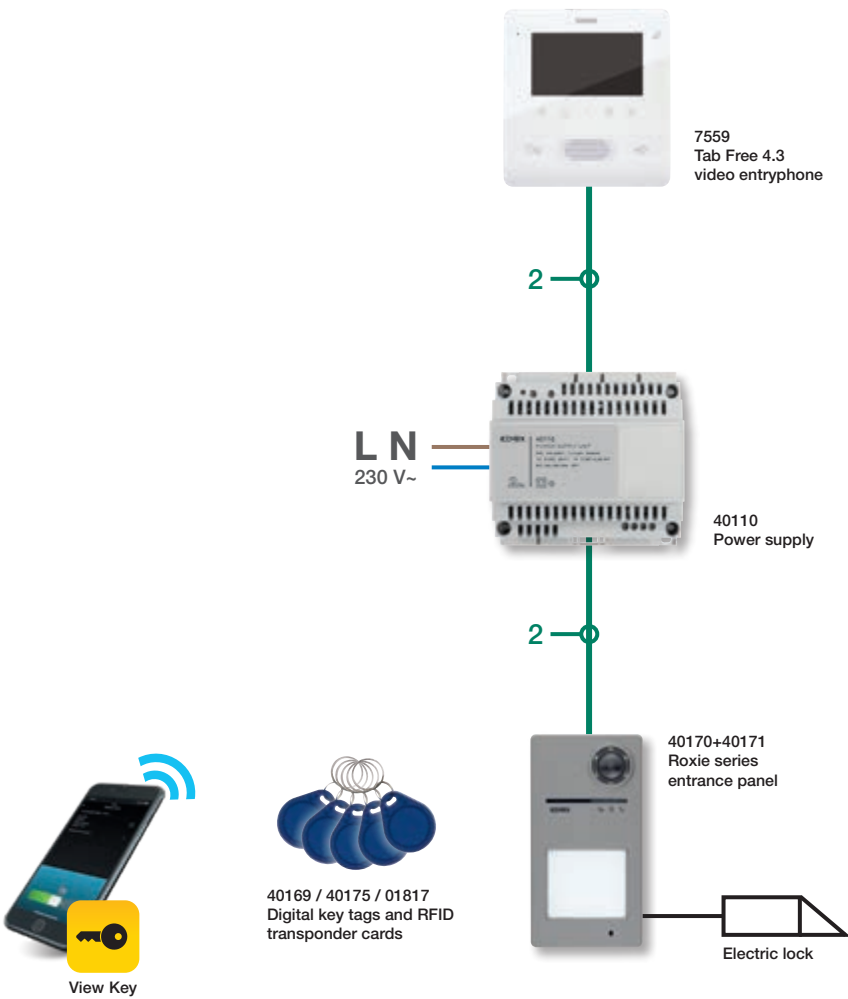 7559
Tab Free 4.3
video entryphone
2
L N
230 V~
40110
Power supply
2
40170+40171
Roxie series
entrance panel
40169 / 40175 / 01817
Digital key tags and RFID
transponder cards
Electric lock
View Key